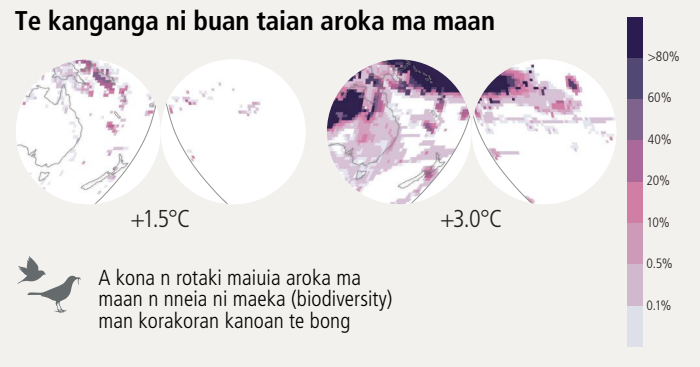 Te kanganga ni buan taian aroka ma maan
>80%
60%
40%
20%
10%
0.5%
0.1%
+1.5°C
+3.0°C
A kona n rotaki maiuia aroka ma
maan n nneia ni maeka (biodiversity)
man korakoran kanoan te bong